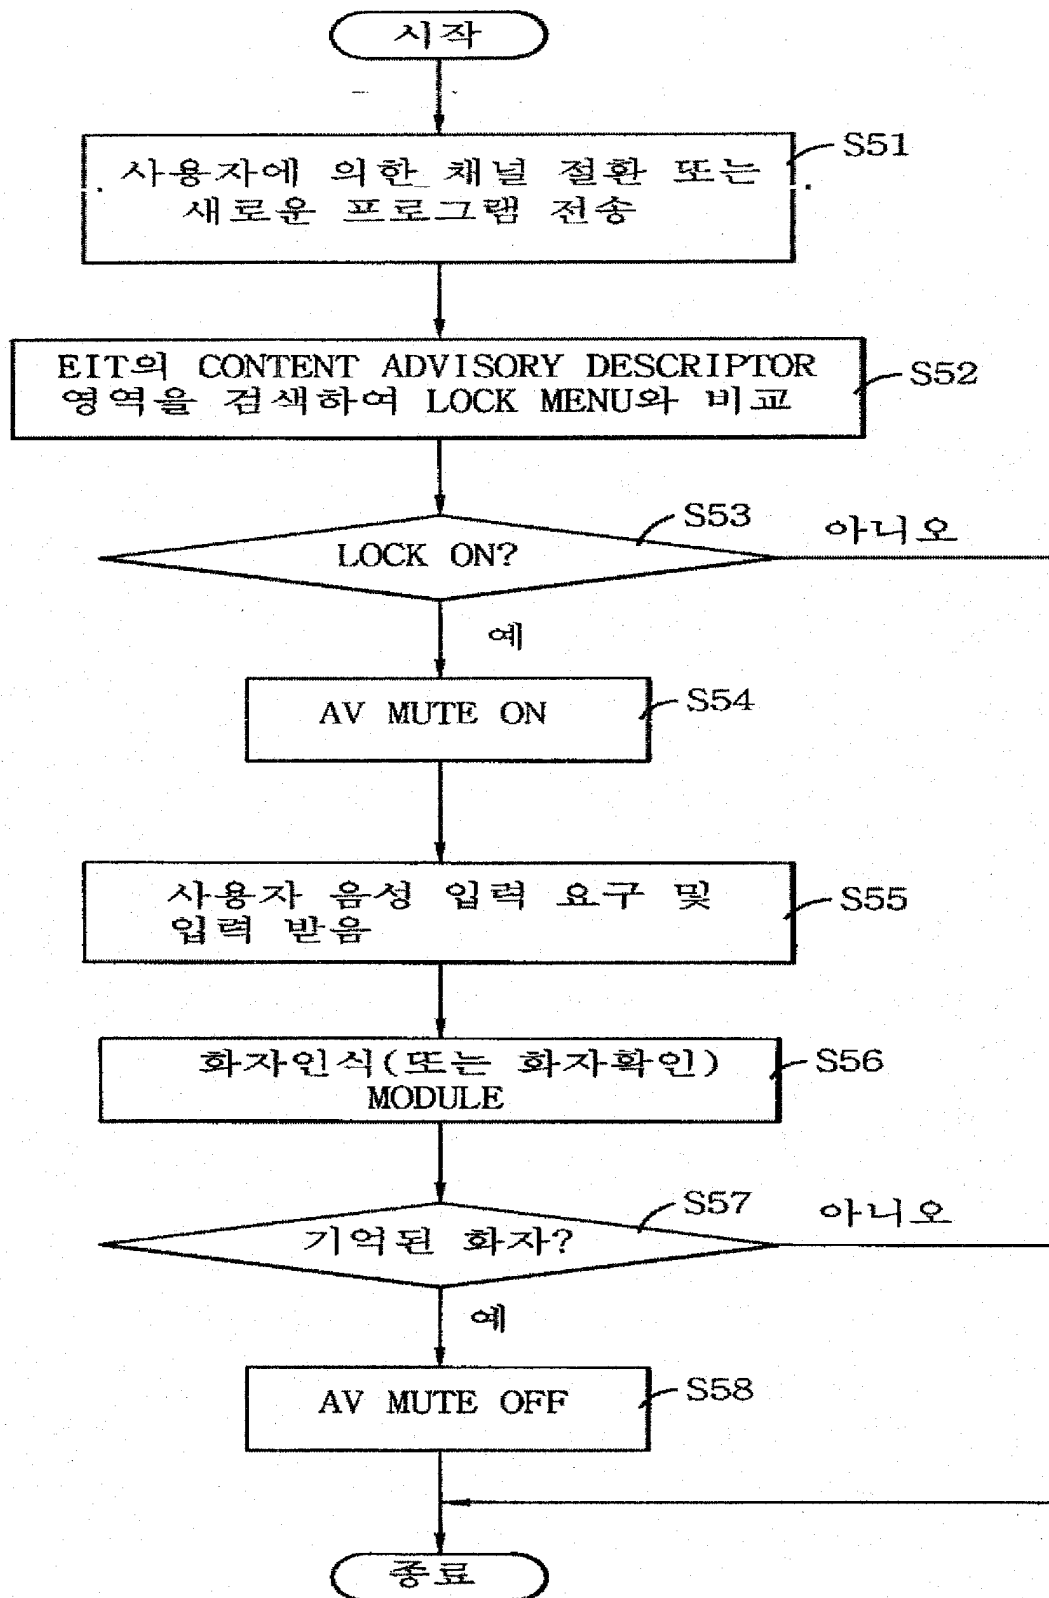 시작
S51
사용자에 의한 채널 절환 또는
새로운 프로그램 전송
S52
EIT의 CONTENT ADVISORY DESCRIPTOR
영역을 검색하여 LOCK MENU와 비교
S53
아니오
LOCK ON?
예
S54
AV MUTE ON
S55
사용자 음성 입력 요구 및
입력 받음
S56
화자인식(또는 화자확인)
MODULE
S57
아니오
기억된 화자?
예
S58
AV MUTE OFF
종료